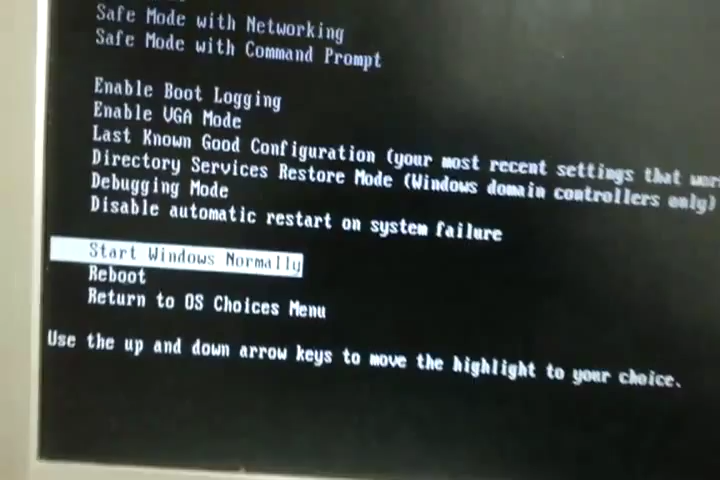 Safe Mode with Networking
Safe Mode with Command Prompt
Enable Boot Logging
Enable VGA Mode
Last Known Good Configuration (your most recent settings that
Directory Services Restore Mode (Windows domain controllers only)
Debugging Mode
Disable automatic restart on system failure
Start Windows Normally
Reboot
Return to OS Choices Menu
Use the up and down arrow keys to move the highlight to your choice.